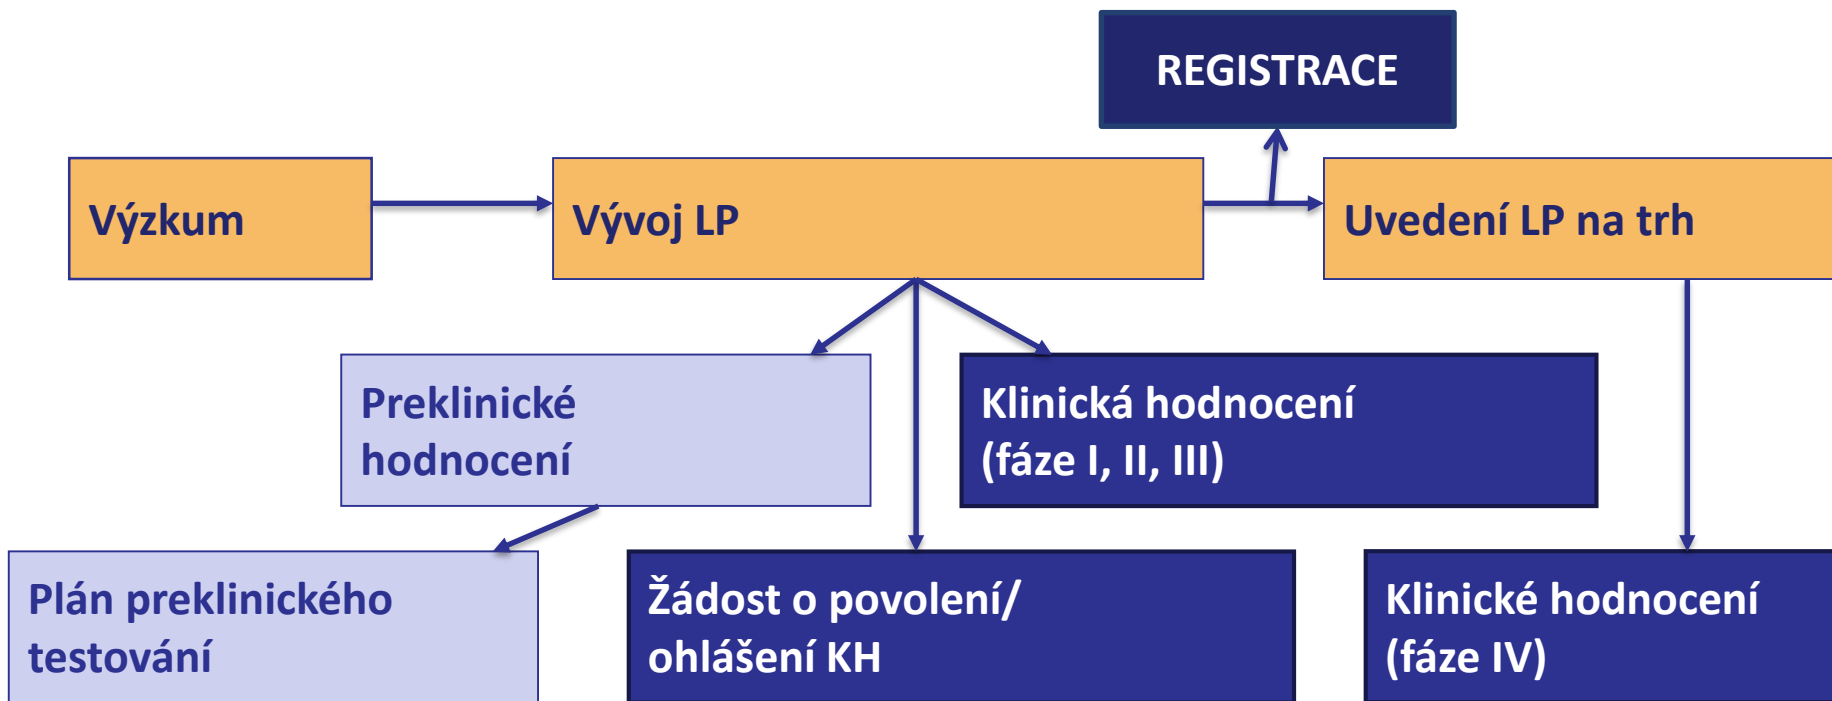 REGISTRACE
Výzkum
Vývoj LP
Uvedení LP na trh
Preklinické
hodnocení
Klinická hodnocení
(fáze I, II, III)
Plán preklinického
testování
Žádost o povolení/
ohlášení KH
Klinické hodnocení
(fáze IV)